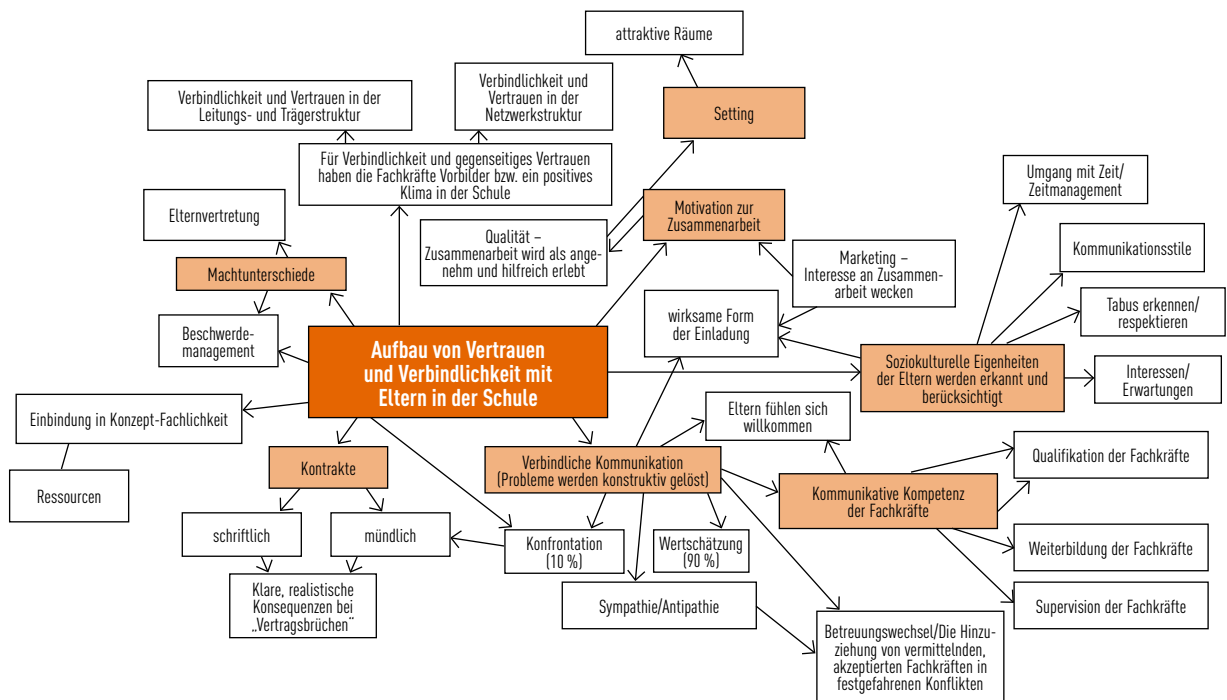 attraktive Räume
Verbindlichkeit und Vertrauen in der
Leitungs- und Trägerstruktur
Verbindlichkeit und
Vertrauen in der
Netzwerkstruktur
Setting
Für Verbindlichkeit und gegenseitiges Vertrauen
haben die Fachkräfte Vorbilder bzw. ein positives
Klima in der Schule
Umgang mit Zeit/
Zeitmanagement
Elternvertretung
Motivation zur
Zusammenarbeit
Qualität –
Zusammenarbeit wird als ange-
nehm und hilfreich erlebt
Kommunikationsstile
Machtunterschiede
Marketing –
Interesse an Zusammen-
arbeit wecken
Tabus erkennen/
respektieren
wirksame Form
der Einladung
Beschwerde-
management
Aufbau von Vertrauen
und Verbindlichkeit mit
Eltern in der Schule
Soziokulturelle Eigenheiten
der Eltern werden erkannt und
berücksichtigt
Interessen/
Erwartungen
Einbindung in Konzept-Fachlichkeit
Eltern fühlen sich
willkommen
Kontrakte
Verbindliche Kommunikation
(Probleme werden konstruktiv gelöst)
Qualifikation der Fachkräfte
Ressourcen
Kommunikative Kompetenz
der Fachkräfte
schriftlich
mündlich
Konfrontation
(10 %)
Wertschätzung
(90 %)
Weiterbildung der Fachkräfte
Klare, realistische
Konsequenzen bei
„Vertragsbrüchen“
Sympathie/Antipathie
Supervision der Fachkräfte
Betreuungswechsel/Die Hinzu-
ziehung von vermittelnden,
akzeptierten Fachkräften in
festgefahrenen Konflikten